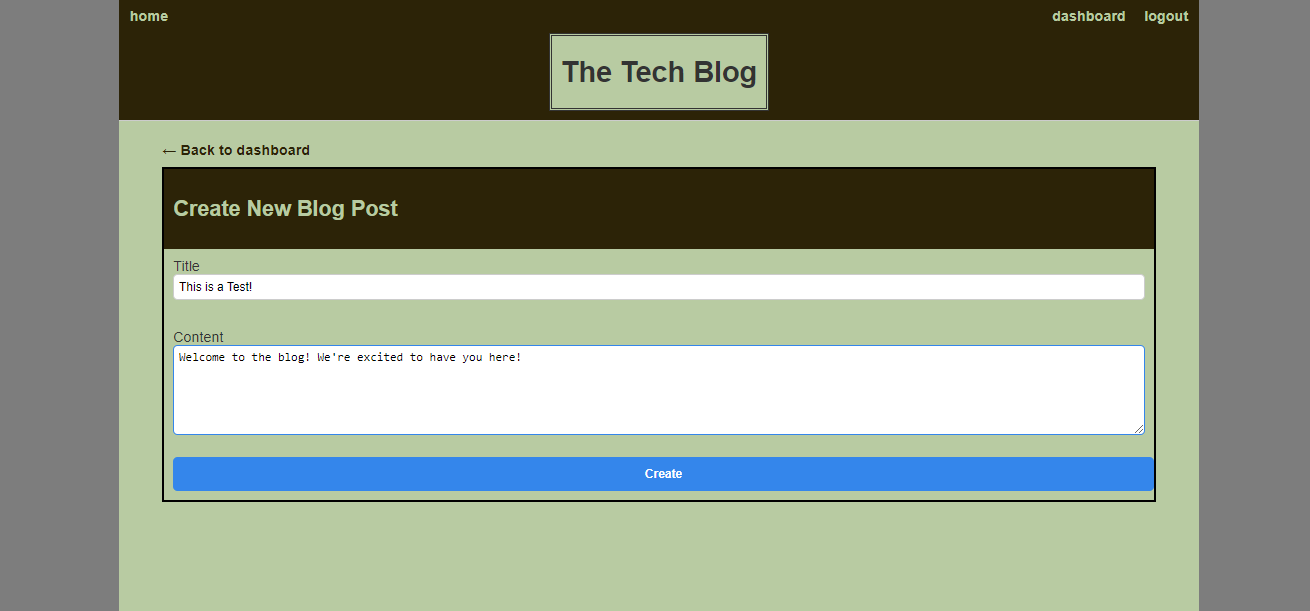 home
dashboard logout
The Tech Blog
← Back to dashboard
Create New Blog Post
Title
This is a Test!
Content
Welcome to the blog! We're excited to have you here!
Create